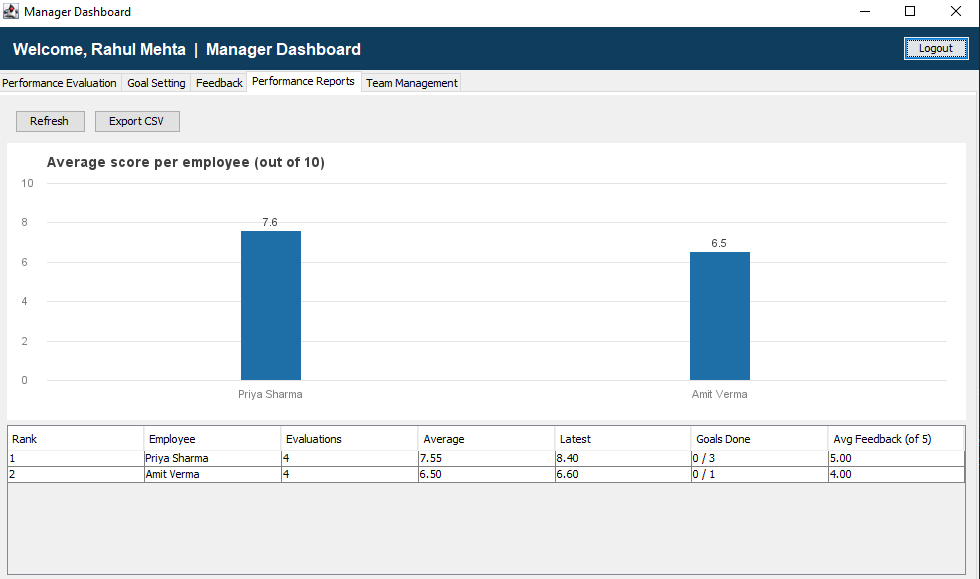 Manager Dashboard
Welcome, Rahul Mehta | Manager Dashboard Logout
Performance Evaluation Goal Setting Feedback Performance Reports Team Management
Refresh Export CSV
Average score per employee (out of 10)
10
8
6
4
2
0
7.6
6.5
Priya Sharma Amit Verma
Rank Employee Evaluations Average Latest Goals Done Avg Feedback (of 5)
1 Priya Sharma 4 7.55 8.40 0 / 3 5.00
2 Amit Verma 4 6.50 6.60 0 / 1 4.00